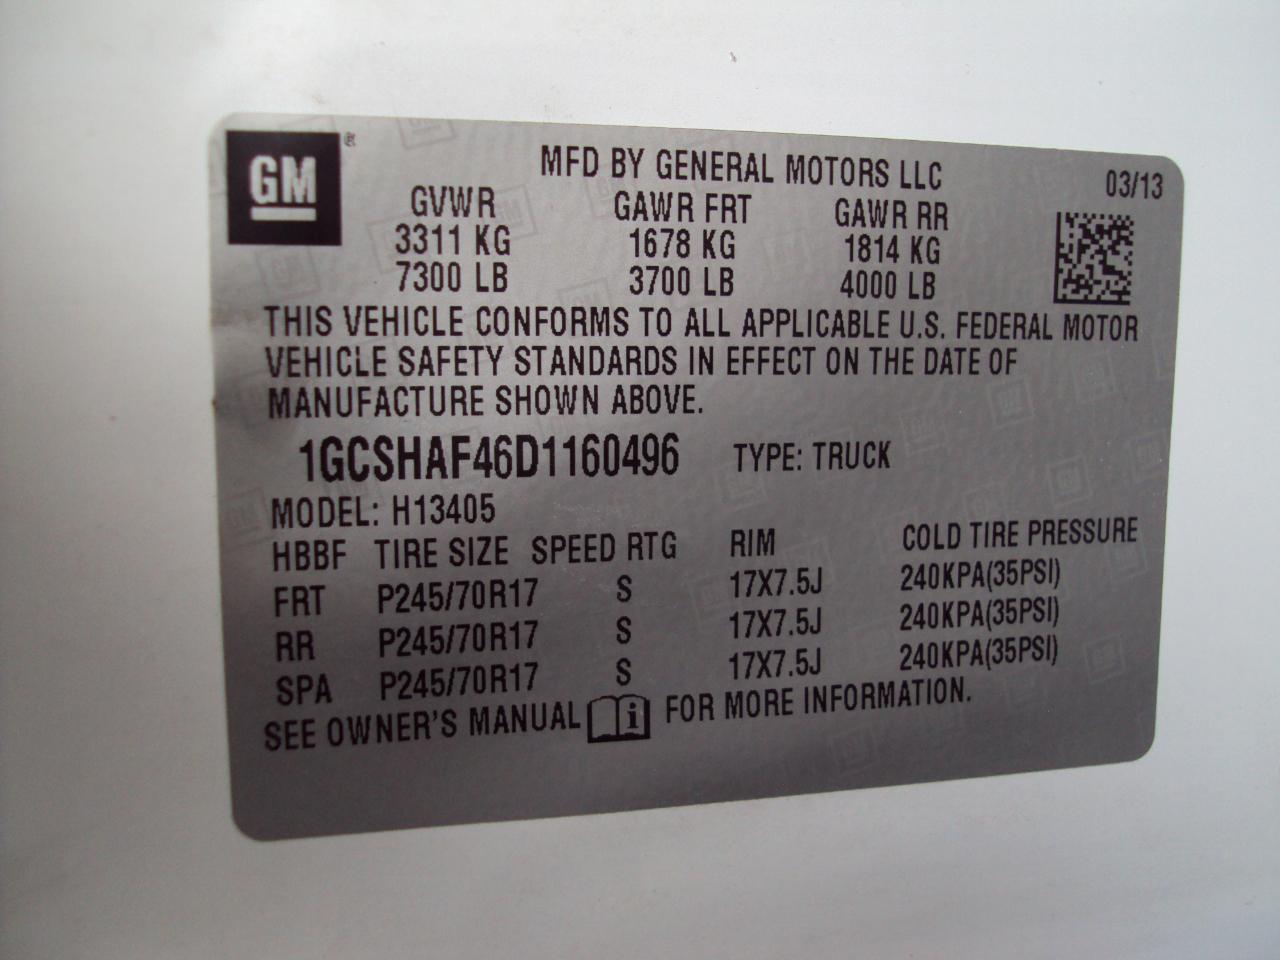 GM®
MFD BY GENERAL MOTORS LLC
03/13
GVWR GAWR FRT GAWR RR
3311 KG 1678 KG 1814 KG
7300 LB 3700 LB 4000 LB
THIS VEHICLE CONFORMS TO ALL APPLICABLE U.S. FEDERAL MOTOR
VEHICLE SAFETY STANDARDS IN EFFECT ON THE DATE OF
MANUFACTURE SHOWN ABOVE.
1GCSHAF46D1160496 TYPE: TRUCK
MODEL: H13405
HBBF TIRE SIZE SPEED RTG RIM COLD TIRE PRESSURE
FRT P245/70R17 S 17X7.5J 240KPA(35PSI)
RR P245/70R17 S 17X7.5J 240KPA(35PSI)
SPA P245/70R17 S 17X7.5J 240KPA(35PSI)
SEE OWNER'S MANUAL i FOR MORE INFORMATION.